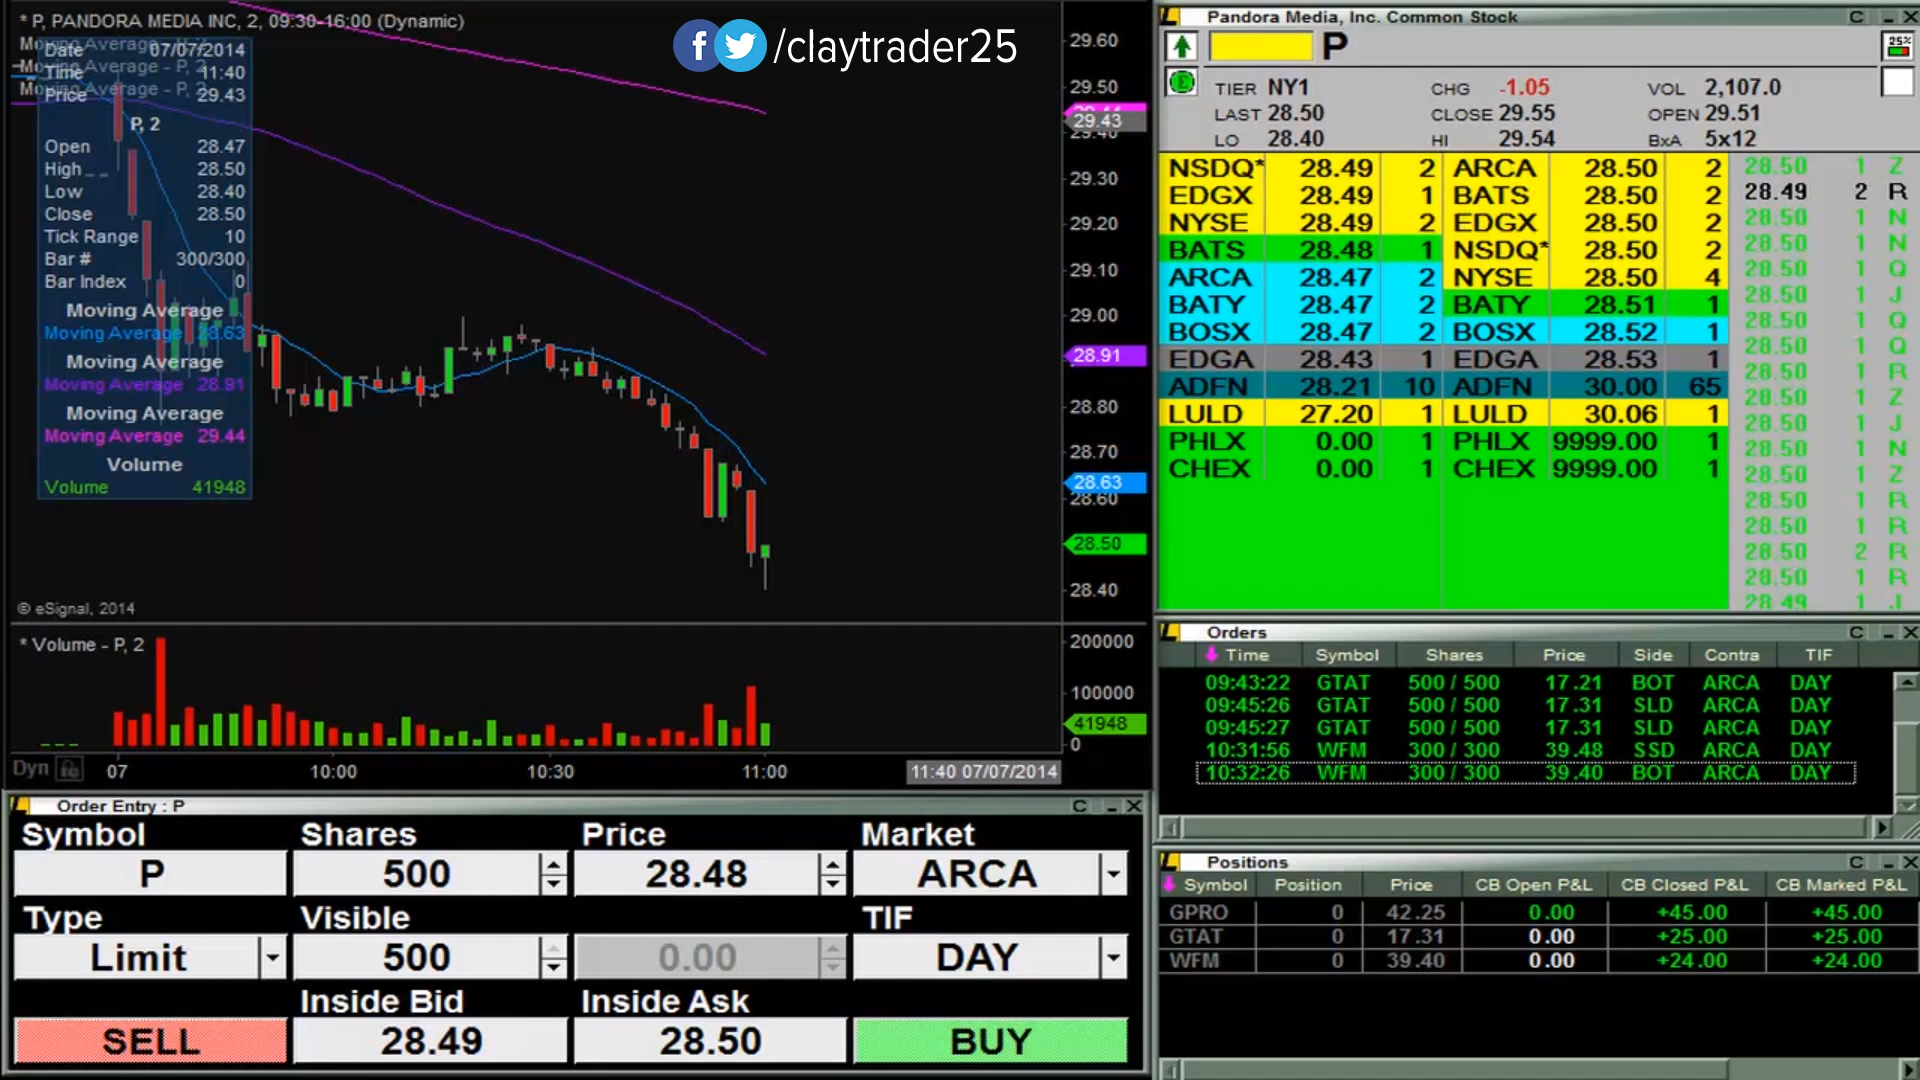 * P, PANDORA MEDIA INC, 2, 09:30-16:00 (Dynamic)
Moving Average - P, 2
Moving Average - P, 2
Moving Average - P, 2
/claytrader25
Date 07/07/2014
Time 11:40
Price 29.43
P, 2
Open 28.47
High 28.50
Low 28.40
Close 28.50
Tick Range 10
Bar # 300/300
Bar Index 0
Moving Average
Moving Average 28.63
Moving Average
Moving Average 28.91
Moving Average
Moving Average 29.44
Volume
Volume 41948
29.60
29.50
29.44
29.43
29.40
29.30
29.20
29.10
29.00
28.91
28.80
28.70
28.63
28.60
28.50
28.40
© eSignal, 2014
* Volume - P, 2
200000
100000
41948
0
Dyn 07 10:00 10:30 11:00 11:40 07/07/2014
Order Entry : P C
Symbol Shares Price Market
P 500 28.48 ARCA
Type Visible TIF
Limit 500 0.00 DAY
Inside Bid Inside Ask
SELL 28.49 28.50 BUY
Pandora Media, Inc. Common Stock C
P 25%
TIER NY1 CHG -1.05 VOL 2,107.0
LAST 28.50 CLOSE 29.55 OPEN 29.51
LO 28.40 HI 29.54 BxA 5x12
NSDQ* 28.49 2 ARCA 28.50 2
EDGX 28.49 1 BATS 28.50 2
NYSE 28.49 2 EDGX 28.50 2
BATS 28.48 1 NSDQ* 28.50 2
ARCA 28.47 2 NYSE 28.50 4
BATY 28.47 2 BATY 28.51 1
BOSX 28.47 2 BOSX 28.52 1
EDGA 28.43 1 EDGA 28.53 1
ADFN 28.21 10 ADFN 30.00 65
LULD 27.20 1 LULD 30.06 1
PHLX 0.00 1 PHLX 9999.00 1
CHEX 0.00 1 CHEX 9999.00 1
28.50 1 Z
28.49 2 R
28.50 1 N
28.50 1 N
28.50 1 Q
28.50 1 J
28.50 1 Q
28.50 1 Q
28.50 1 R
28.50 1 Z
28.50 1 J
28.50 1 N
28.50 1 Z
28.50 1 R
28.50 1 R
28.50 2 R
28.50 1 R
28.49 1 J
Orders C
Time Symbol Shares Price Side Contra TIF
09:43:22 GTAT 500 / 500 17.21 BOT ARCA DAY
09:45:26 GTAT 500 / 500 17.31 SLD ARCA DAY
09:45:27 GTAT 500 / 500 17.31 SLD ARCA DAY
10:31:56 WFM 300 / 300 39.48 SSD ARCA DAY
10:32:26 WFM 300 / 300 39.40 BOT ARCA DAY
Positions C
Symbol Position Price CB Open P&L CB Closed P&L CB Marked P&L
GPRO 0 42.25 0.00 +45.00 +45.00
GTAT 0 17.31 0.00 +25.00 +25.00
WFM 0 39.40 0.00 +24.00 +24.00